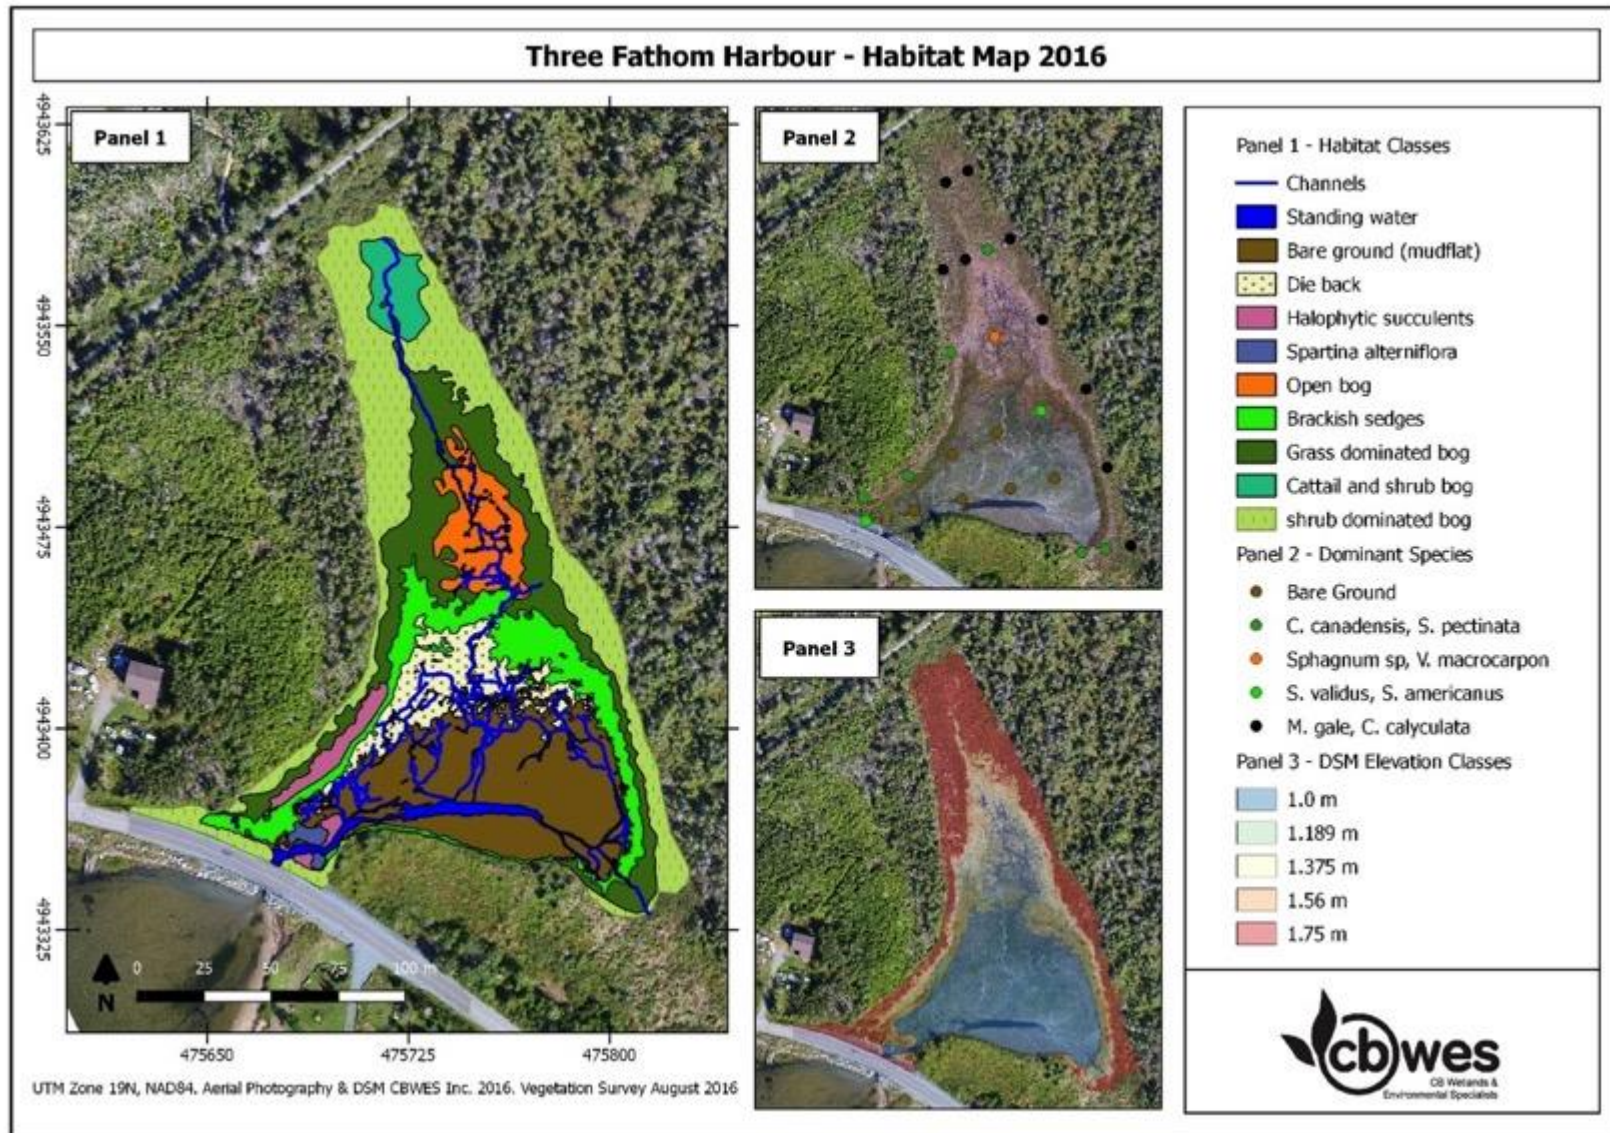 Three Fathom Harbour - Habitat Map 2016
Panel 1
4943625
4943550
4943475
4943400
4943325
0 25 50 75 100 m
N
475650 475725 475800
UTM Zone 19N, NAD84. Aerial Photography & DSM CBWES Inc. 2016. Vegetation Survey August 2016
Panel 2
Panel 3
Panel 1 - Habitat Classes
Channels
Standing water
Bare ground (mudflat)
Die back
Halophytic succulents
Spartina alterniflora
Open bog
Brackish sedges
Grass dominated bog
Cattail and shrub bog
shrub dominated bog
Panel 2 - Dominant Species
Bare Ground
C. canadensis, S. pectinata
Sphagnum sp, V. macrocarpon
S. validus, S. americanus
M. gale, C. calyculata
Panel 3 - DSM Elevation Classes
1.0 m
1.189 m
1.375 m
1.56 m
1.75 m
cbwes
CB Wetlands &
Environmental Specialists